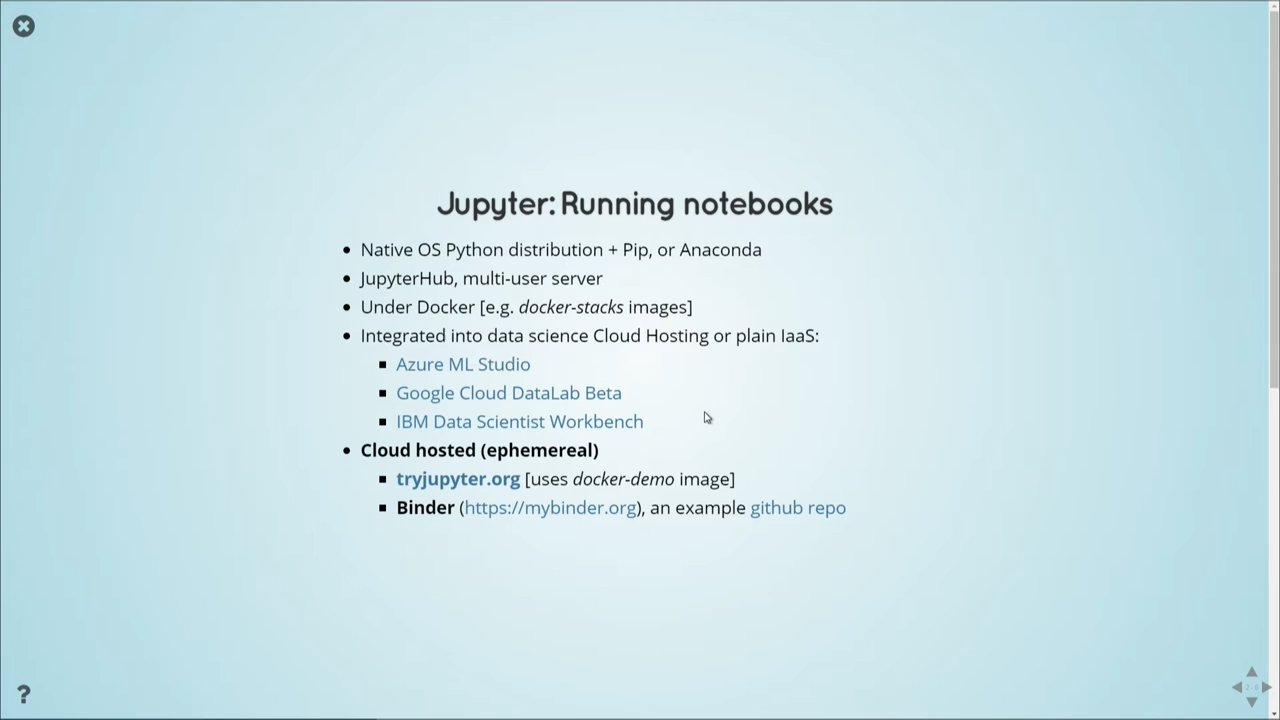 Jupyter: Running notebooks
Native OS Python distribution + Pip, or Anaconda
JupyterHub, multi-user server
Under Docker [e.g. docker-stacks images]
Integrated into data science Cloud Hosting or plain IaaS:
Azure ML Studio
Google Cloud DataLab Beta
IBM Data Scientist Workbench
Cloud hosted (ephemereal)
tryjupyter.org [uses docker-demo image]
Binder (https://mybinder.org), an example github repo
?